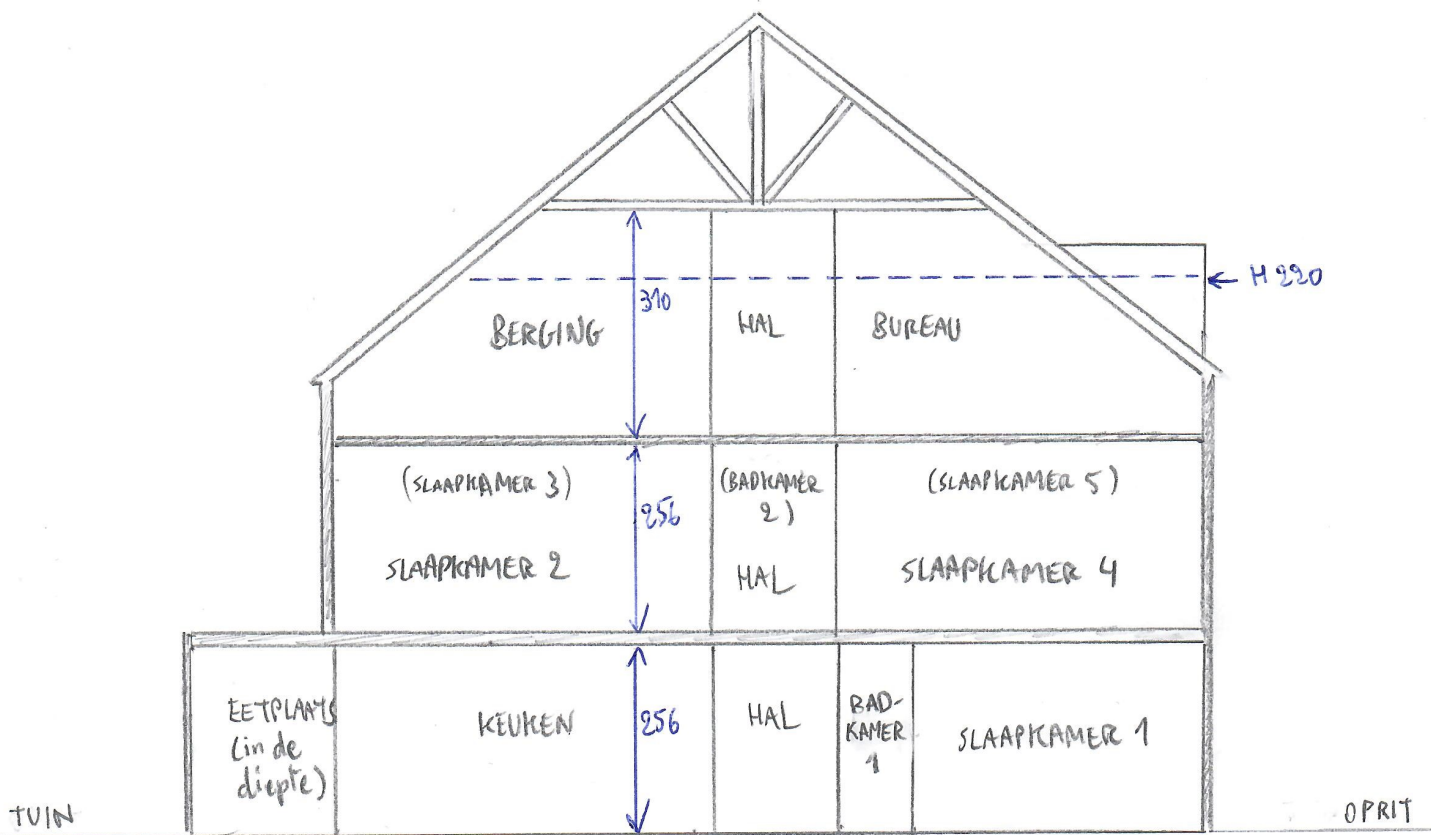 H 220
310
BERGING
HAL
BUREAU
(SLAAPKAMER 3)
(BADKAMER
2)
(SLAAPKAMER 5)
256
SLAAPKAMER 2
HAL
SLAAPKAMER 4
EETPLAATS
(in de
diepte)
KEUKEN
256
HAL
BAD-
KAMER
1
SLAAPKAMER 1
TUIN
OPRIT